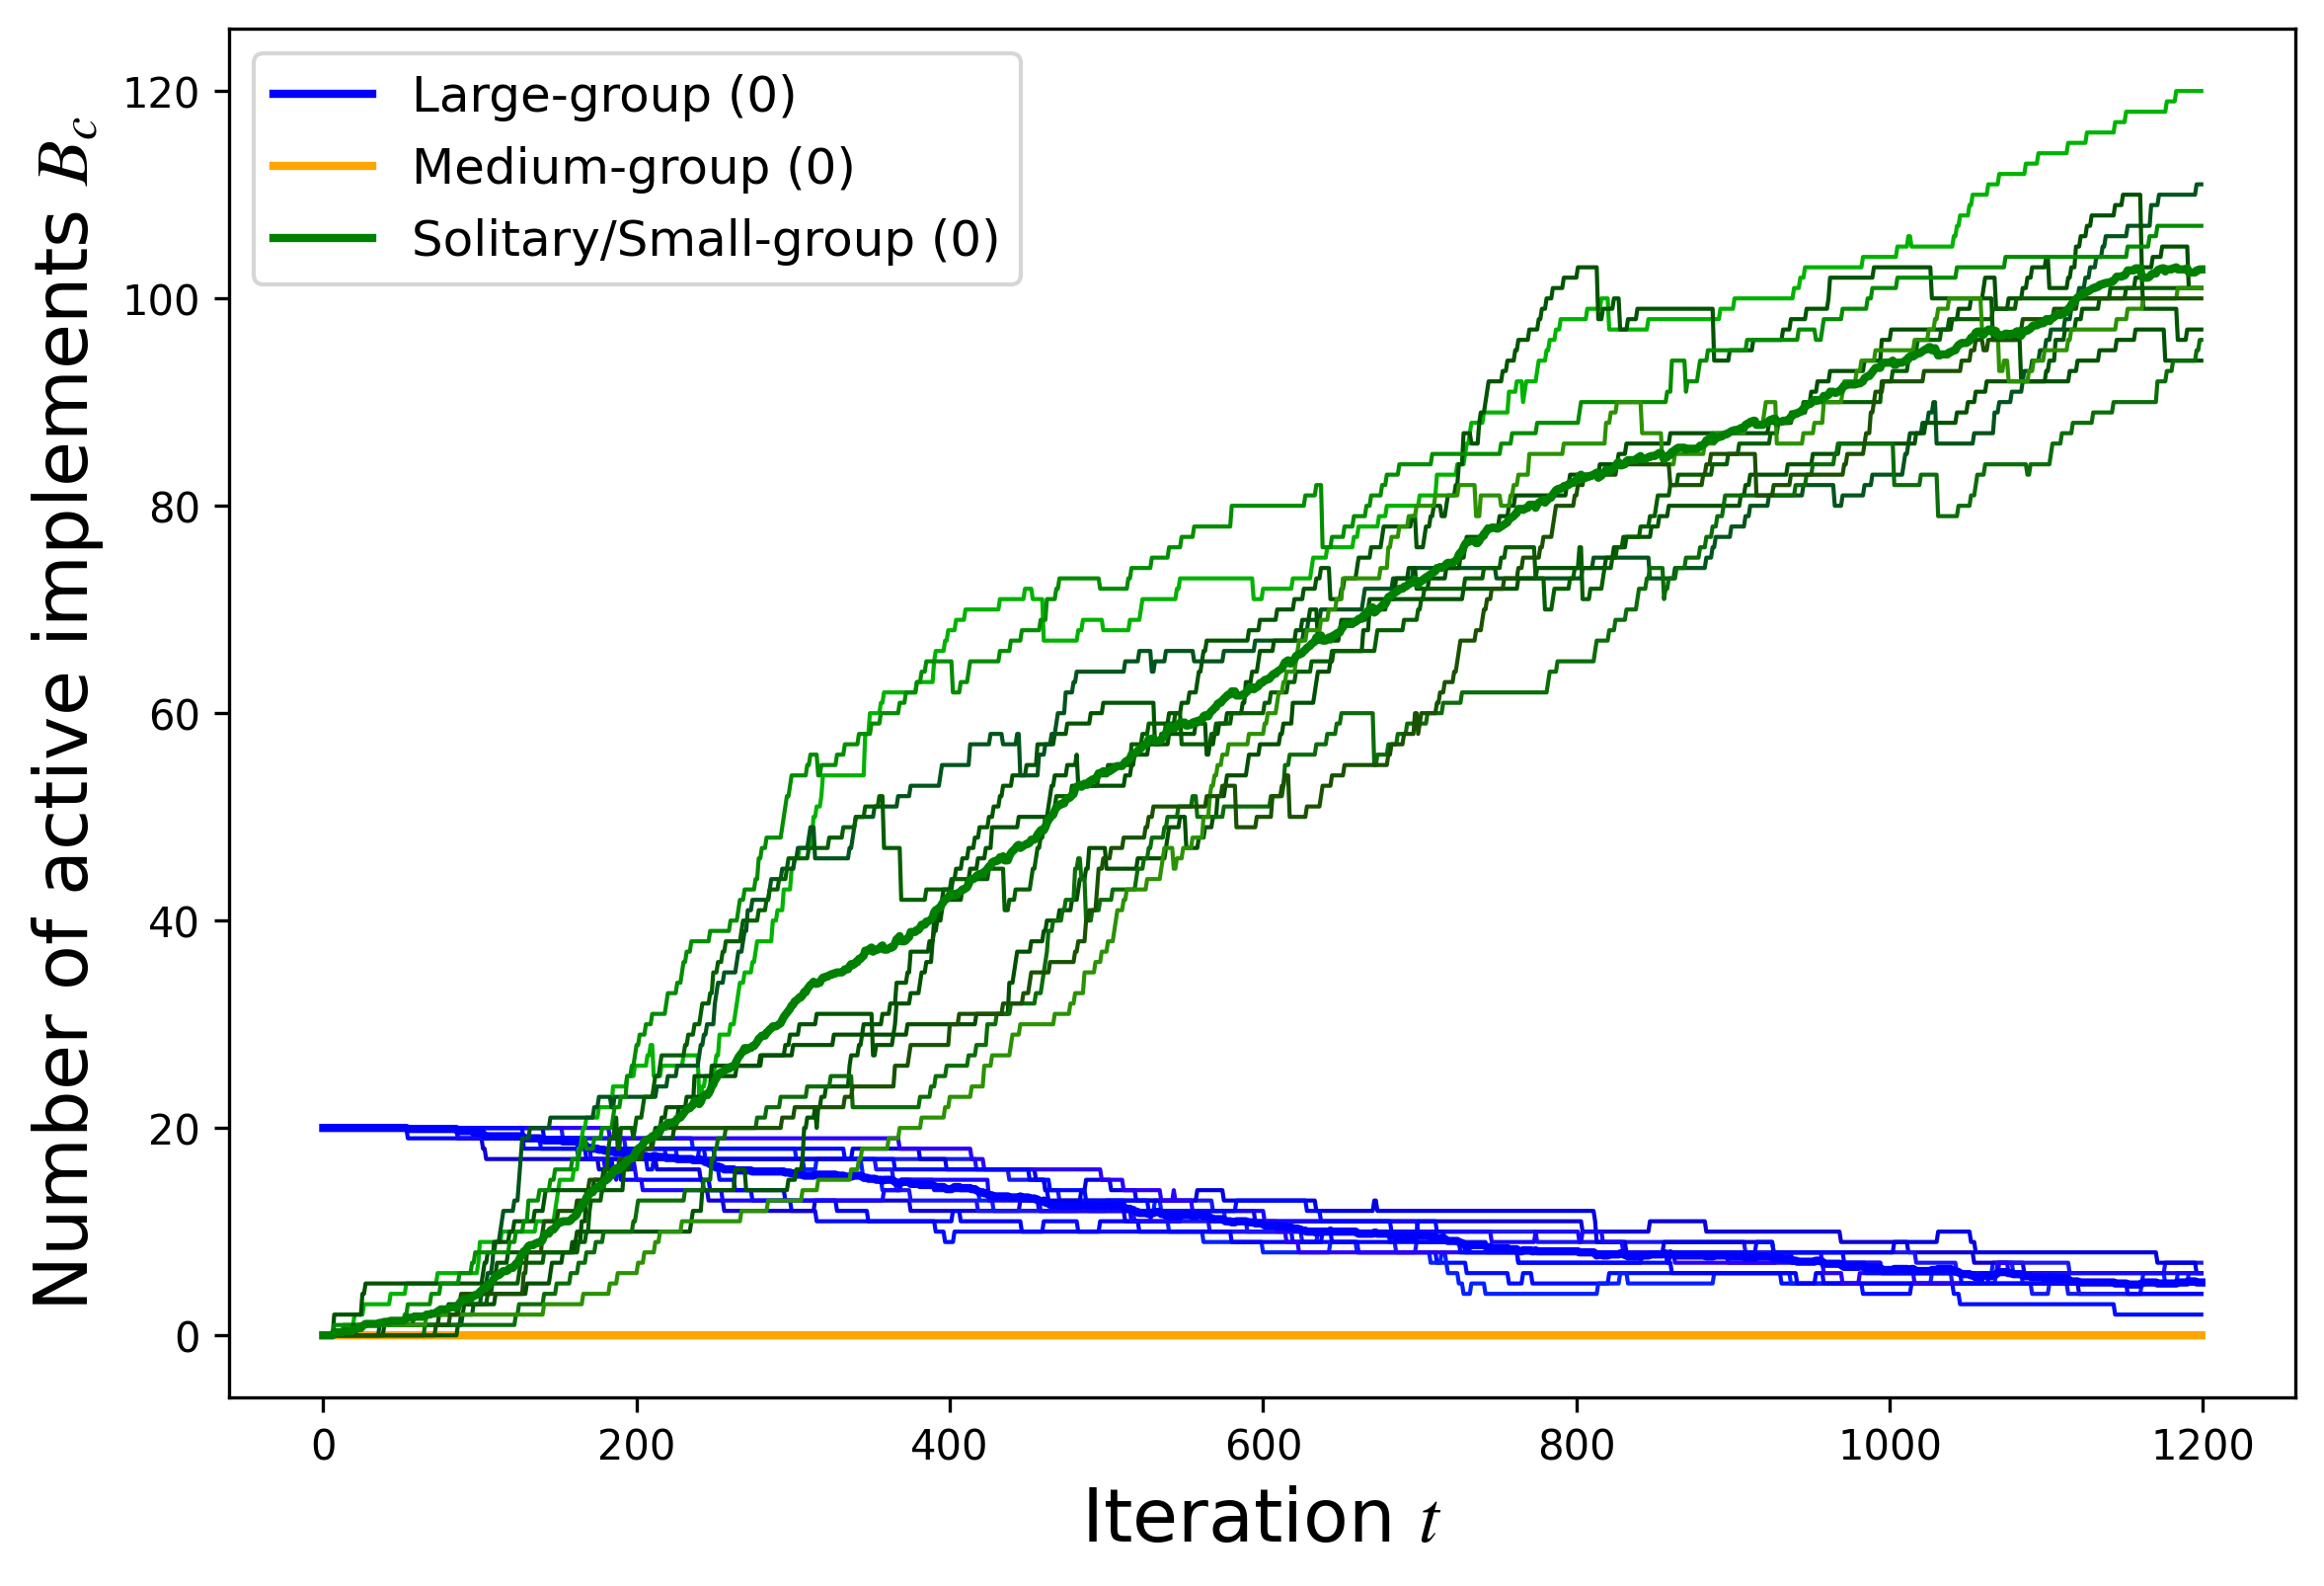 Large-group (0)
Medium-group (0)
Solitary/Small-group (0)
Number of active implements B_c
120
100
80
60
40
20
0
0 200 400 600 800 1000 1200
Iteration t